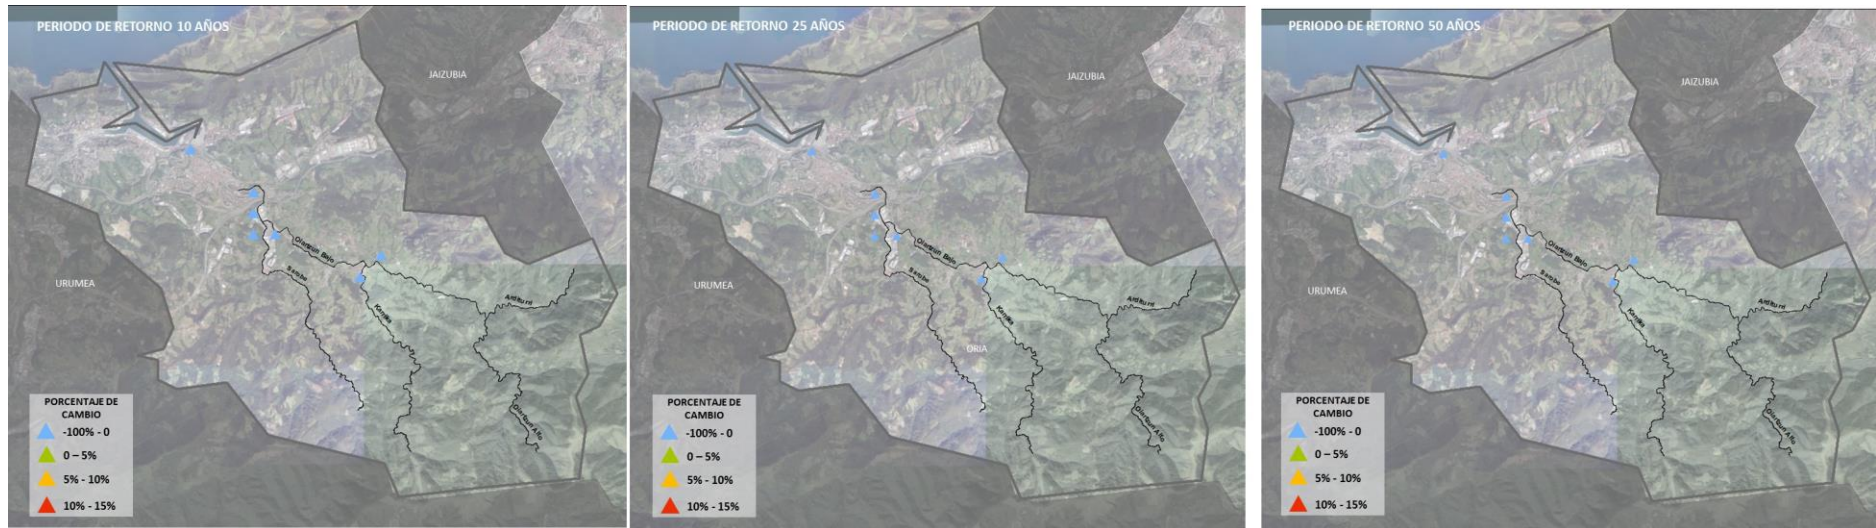 PERIODO DE RETORNO 10 AÑOS
JAIZUBIA
URUMEA
Oiartzun Bajo
Sarobe
Karrika
Arditurri
Oiartzun Alto
PORCENTAJE DE
CAMBIO
-100% - 0
0 – 5%
5% - 10%
10% - 15%
PERIODO DE RETORNO 25 AÑOS
JAIZUBIA
URUMEA
ORIA
Oiartzun Bajo
Sarobe
Karrika
Arditurri
Oiartzun Alto
PORCENTAJE DE
CAMBIO
-100% - 0
0 – 5%
5% - 10%
10% - 15%
PERIODO DE RETORNO 50 AÑOS
JAIZUBIA
URUMEA
Oiartzun Bajo
Sarobe
Karrika
Arditurri
Oiartzun Alto
PORCENTAJE DE
CAMBIO
-100% - 0
0 – 5%
5% - 10%
10% - 15%